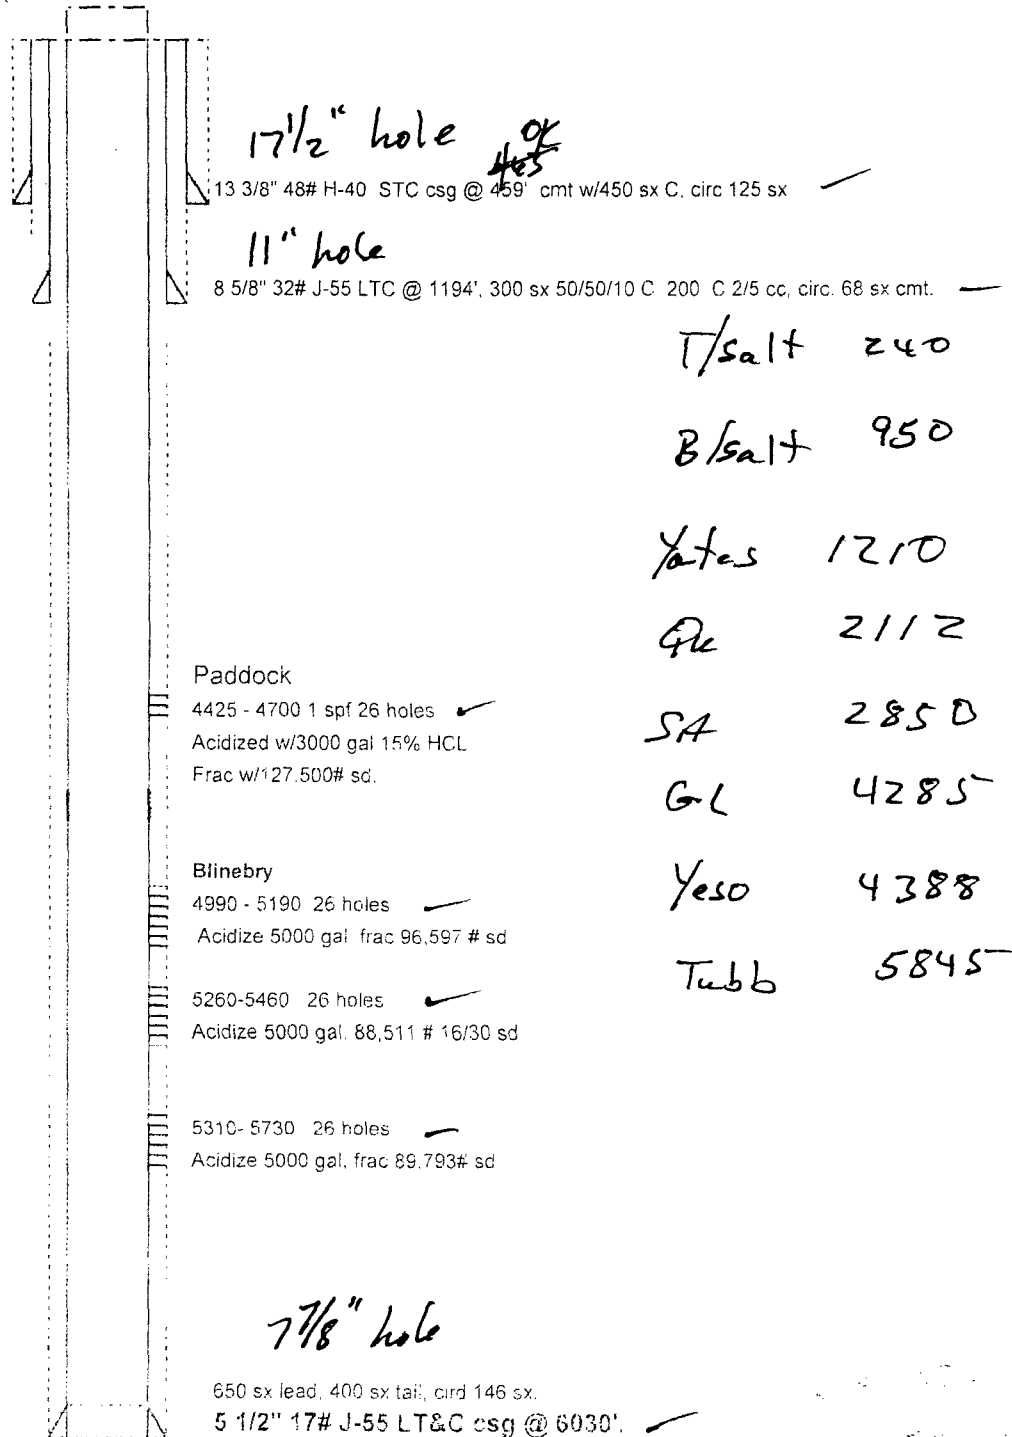 17 1/2" hole
OK
13 3/8" 48# H-40 STC csg @ 459' cmt w/450 sx C, circ 125 sx
11" hole
8 5/8" 32# J-55 LTC @ 1194', 300 sx 50/50/10 C 200 C 2/5 cc, circ. 68 sx cmt.
T/salt 240
B/salt 950
Yates 1210
Qu 2112
Paddock
4425 - 4700 1 spf 26 holes
SA 2850
Acidized w/3000 gal 15% HCL
Frac w/127.500# sd.
GL 4285
Blinebry
4990 - 5190 26 holes
Yeso 4388
Acidize 5000 gal frac 96,597 # sd
Tubb 5845
5260-5460 26 holes
Acidize 5000 gal. 88,511 # 16/30 sd
5310- 5730 26 holes
Acidize 5000 gal, frac 89.793# sd
7 7/8" hole
650 sx lead, 400 sx tail, cird 146 sx.
5 1/2" 17# J-55 LT&C csg @ 6030'.